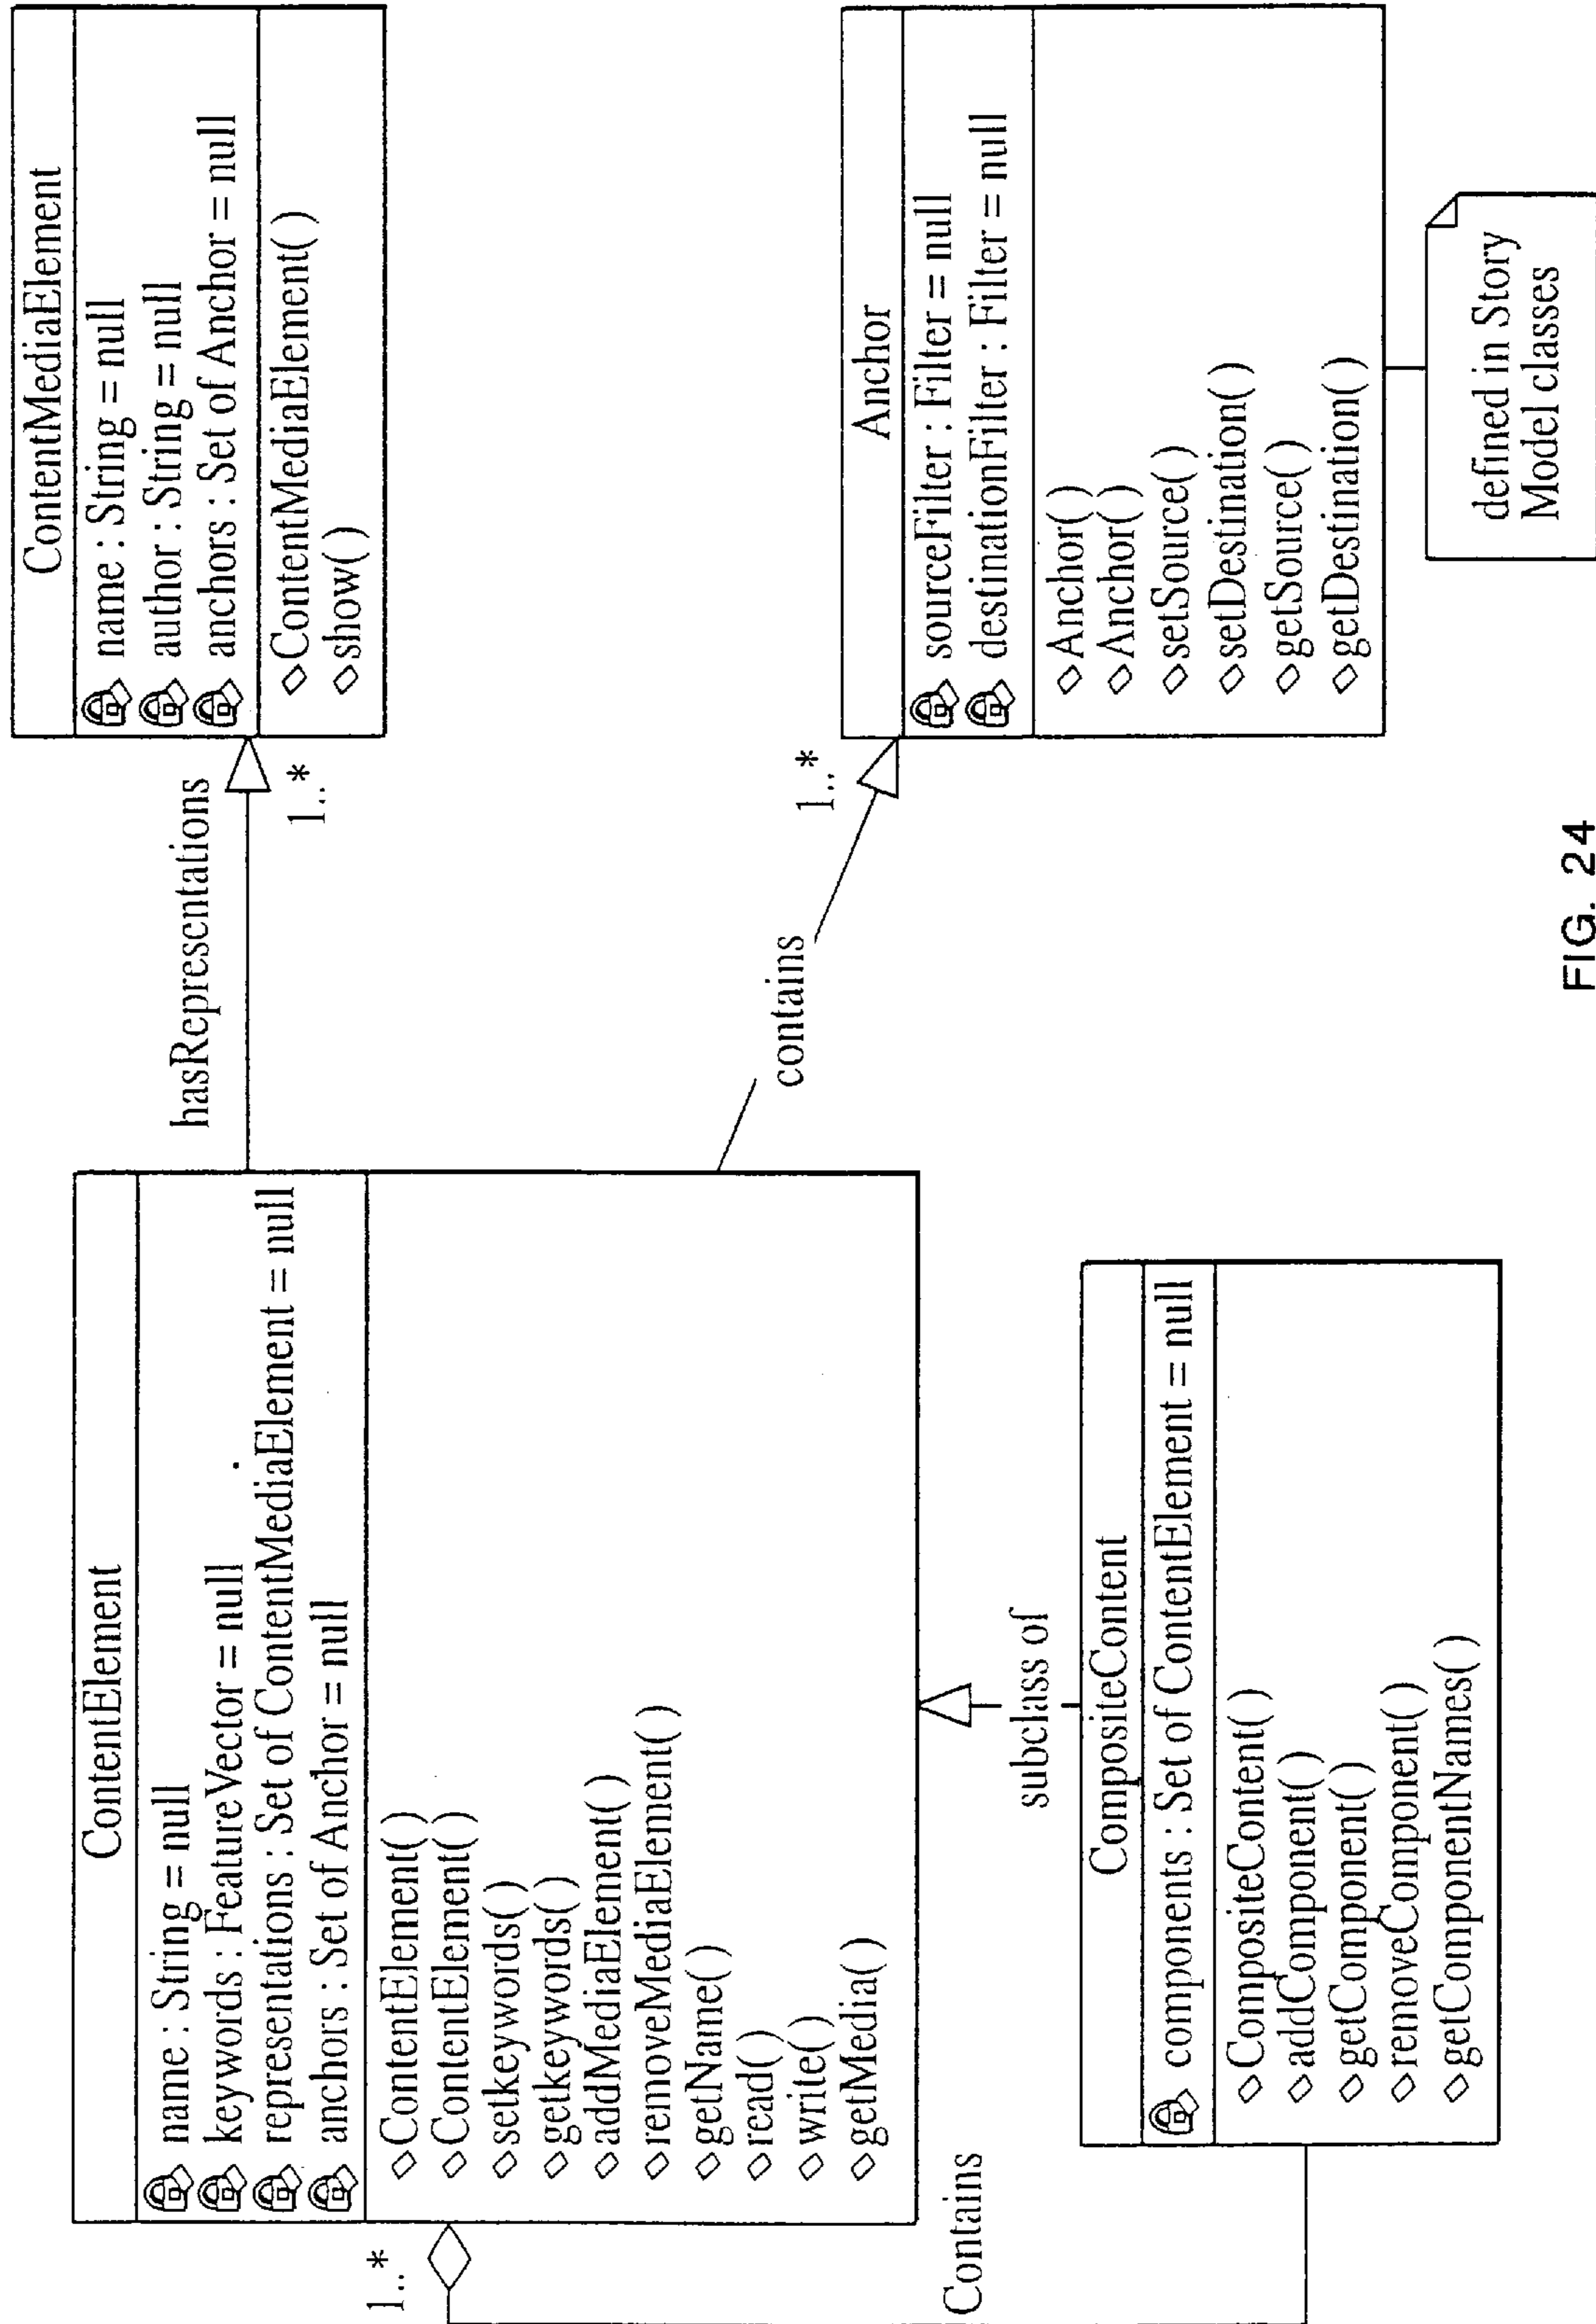 ContentElement
name : String = null
keywords : FeatureVector = null
representations : Set of ContentMediaElement = null
anchors : Set of Anchor = null
ContentElement( )
ContentElement( )
setkeywords( )
getkeywords( )
addMediaElement( )
removeMediaElement( )
getName( )
read( )
write( )
getMedia( )
hasRepresentations
1..*
ContentMediaElement
name : String = null
author : String = null
anchors : Set of Anchor = null
ContentMediaElement( )
show( )
contains
1..*
Anchor
sourceFilter : Filter = null
destinationFilter : Filter = null
Anchor( )
Anchor( )
setSource( )
setDestination( )
getSource( )
getDestination( )
defined in Story
Model classes
1..*
Contains
subclass of
CompositeContent
components : Set of ContentElement = null
CompositeContent( )
addComponent( )
getComponent( )
removeComponent( )
getComponentNames( )
FIG. 24